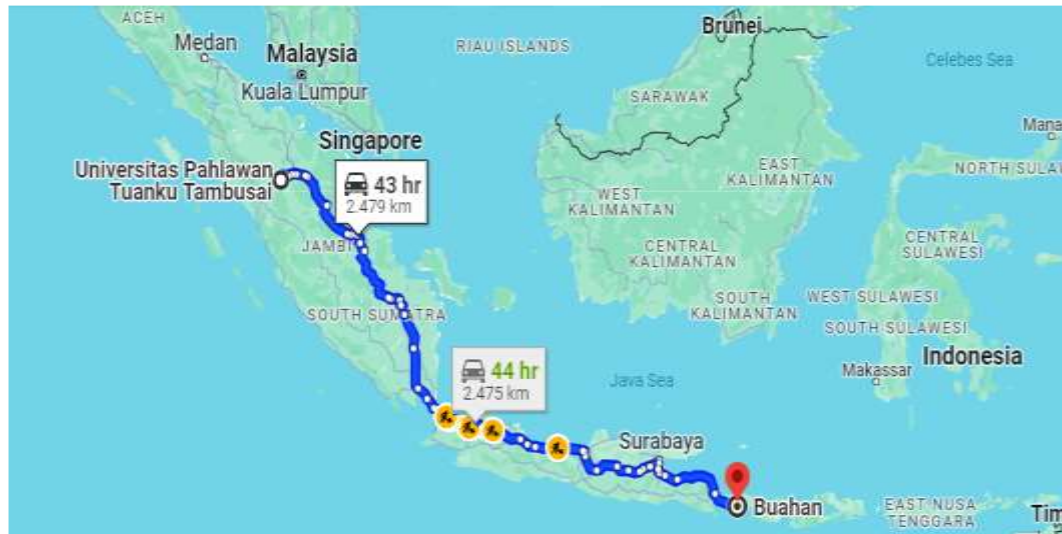 ACEH
Medan
Malaysia
Kuala Lumpur
RIAU ISLANDS
Brunei
Celebes Sea
SARAWAK
Singapore
Mana
NORTH SULA
Universitas Pahlawan
Tuanku Tambusai
43 hr
2.479 km
EAST
KALIMANTAN
WEST
KALIMANTAN
JAMBI
CENTRAL
KALIMANTAN
CENTRAL
SULAWESI
SOUTH SUMATRA
SOUTH
KALIMANTAN
WEST SULAWESI
SOUTH SULAWESI
44 hr
2.475 km
Java Sea
Makassar
Indonesia
Surabaya
Buahan
EAST NUSA
TENGGARA
Tim